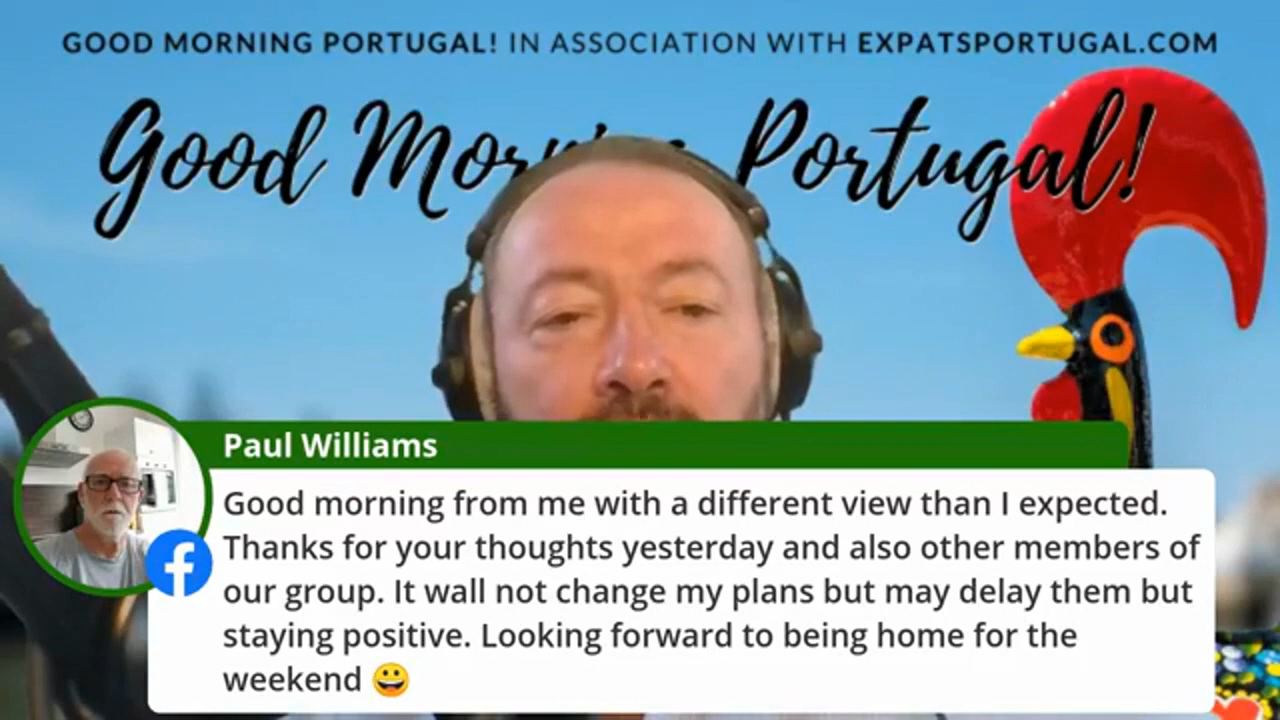 GOOD MORNING PORTUGAL! IN ASSOCIATION WITH EXPATSPORTUGAL.COM
Good Morning Portugal!
Paul Williams
Good morning from me with a different view than I expected.
Thanks for your thoughts yesterday and also other members of
our group. It wall not change my plans but may delay them but
staying positive. Looking forward to being home for the
weekend 😀